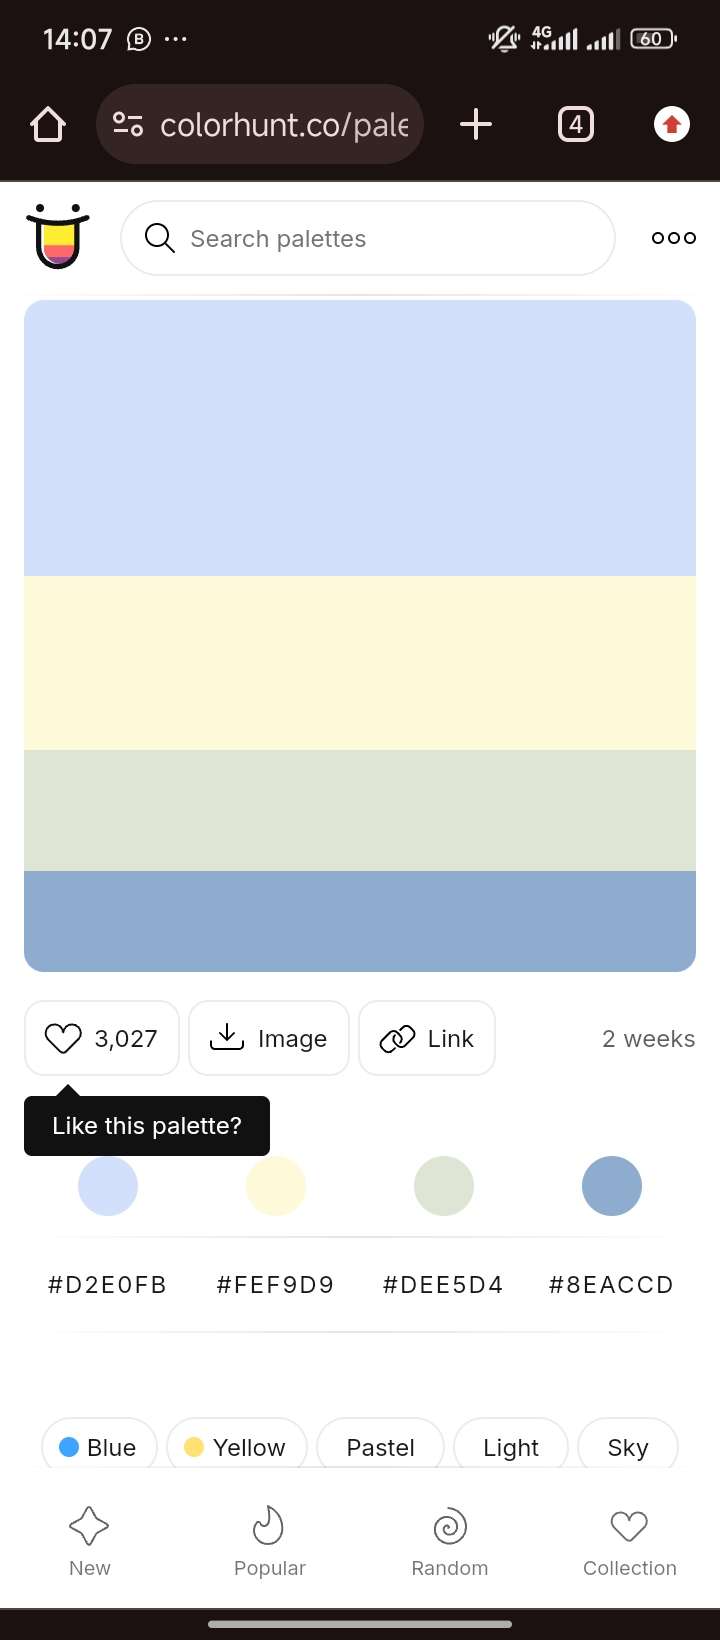 14:07 B ... 4G 60
colorhunt.co/pale 4
Search palettes
3,027 Image Link 2 weeks
Like this palette?
#D2E0FB #FEF9D9 #DEE5D4 #8EACCD
Blue Yellow Pastel Light Sky
New Popular Random Collection